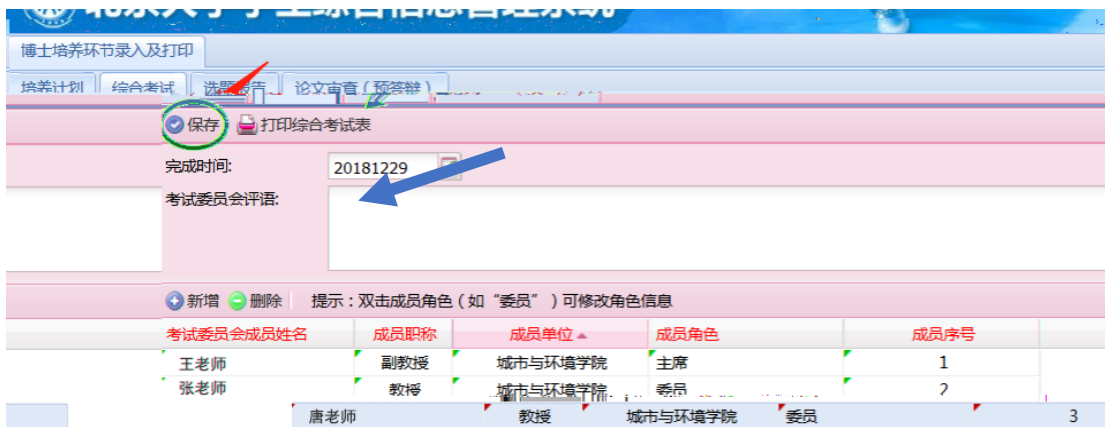 博士培养环节录入及打印
培养计划 综合考试 选题报告 论文审查(预答辩)
保存 打印综合考试表
完成时间: 20181229
考试委员会评语:
新增 删除 提示:双击成员角色(如“委员”)可修改角色信息
考试委员会成员姓名 成员职称 成员单位 成员角色 成员序号
王老师 副教授 城市与环境学院 主席 1
张老师 教授 城市与环境学院 委员 2
唐老师 教授 城市与环境学院 委员 3